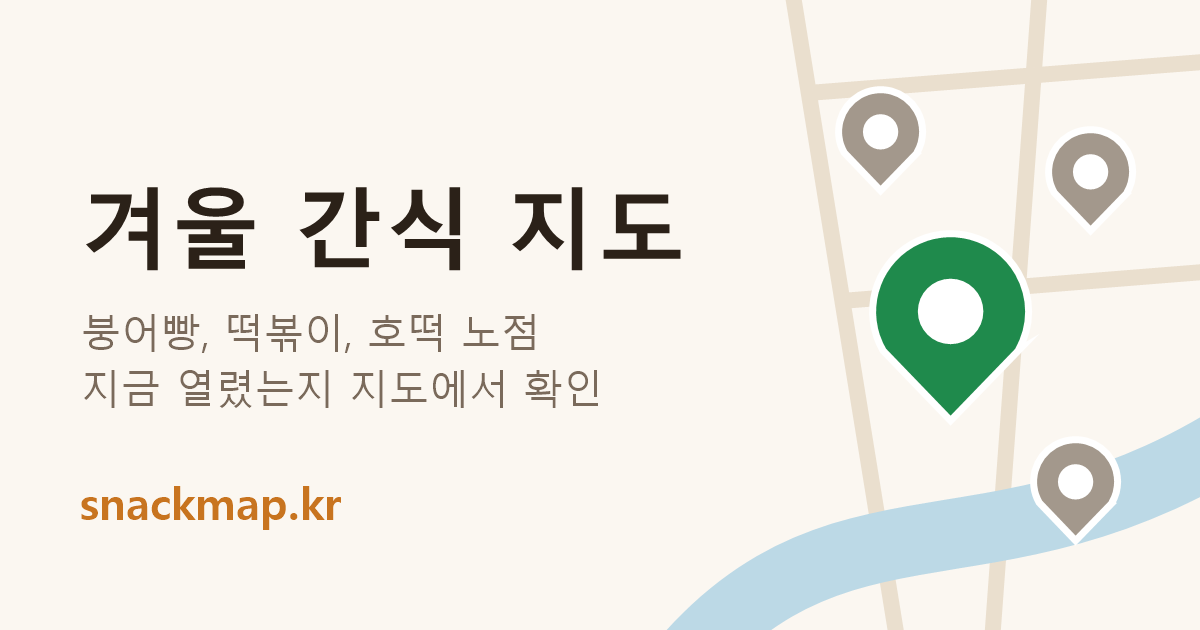 겨울 간식 지도
붕어빵, 떡볶이, 호떡 노점
지금 열렸는지 지도에서 확인
snackmap.kr